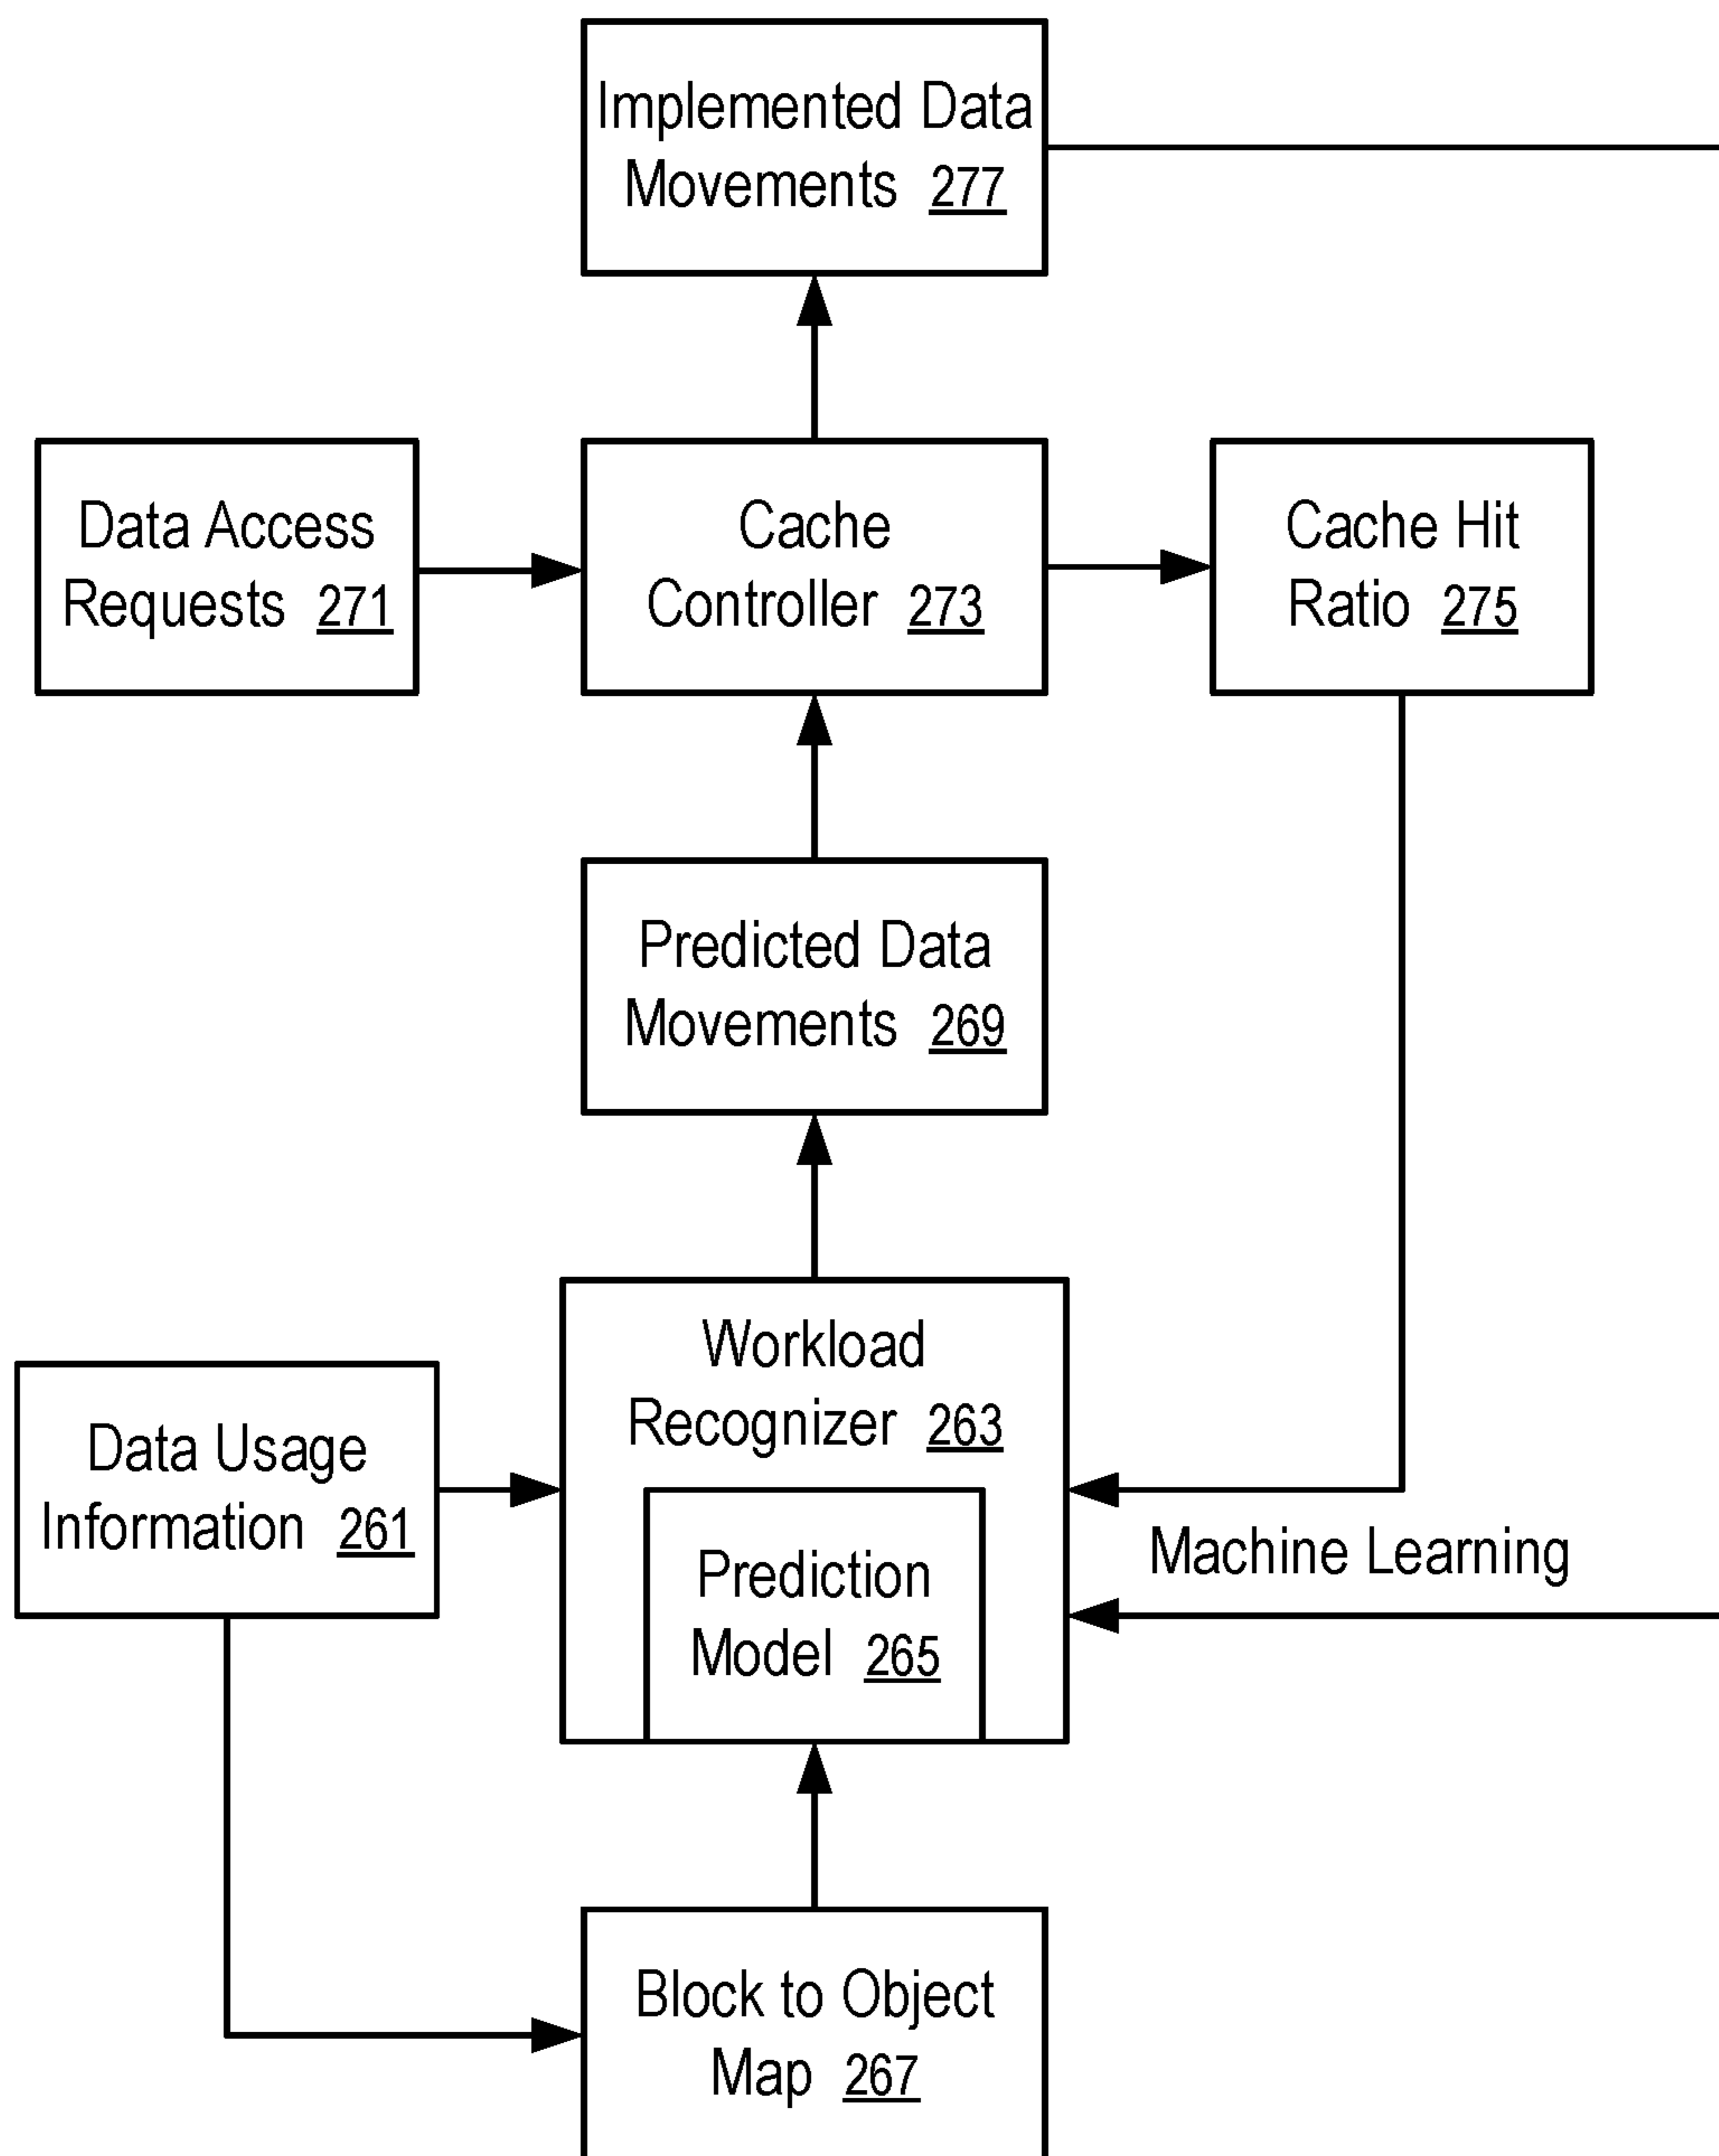 Implemented Data
Movements 277
Data Access
Requests 271
Cache
Controller 273
Cache Hit
Ratio 275
Predicted Data
Movements 269
Workload
Recognizer 263
Data Usage
Information 261
Prediction
Model 265
Machine Learning
Block to Object
Map 267